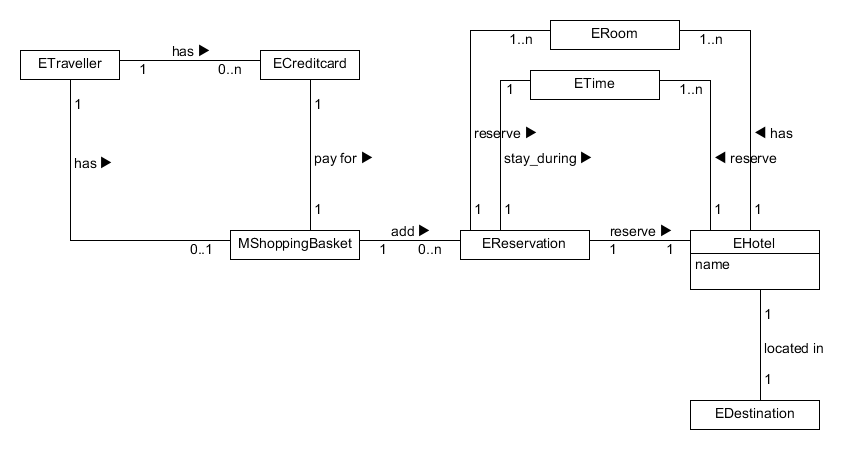 ERoom
1..n
1..n
has ▶
ETraveller
ECreditcard
1
0..n
ETime
1
1..n
1
1
reserve ▶
◀ has
has ▶
pay for ▶
stay_during ▶
◀ reserve
1
1
1
1
1
add ▶
reserve ▶
0..1
MShoppingBasket
1
0..n
EReservation
1
1
EHotel
name
1
located in
1
EDestination